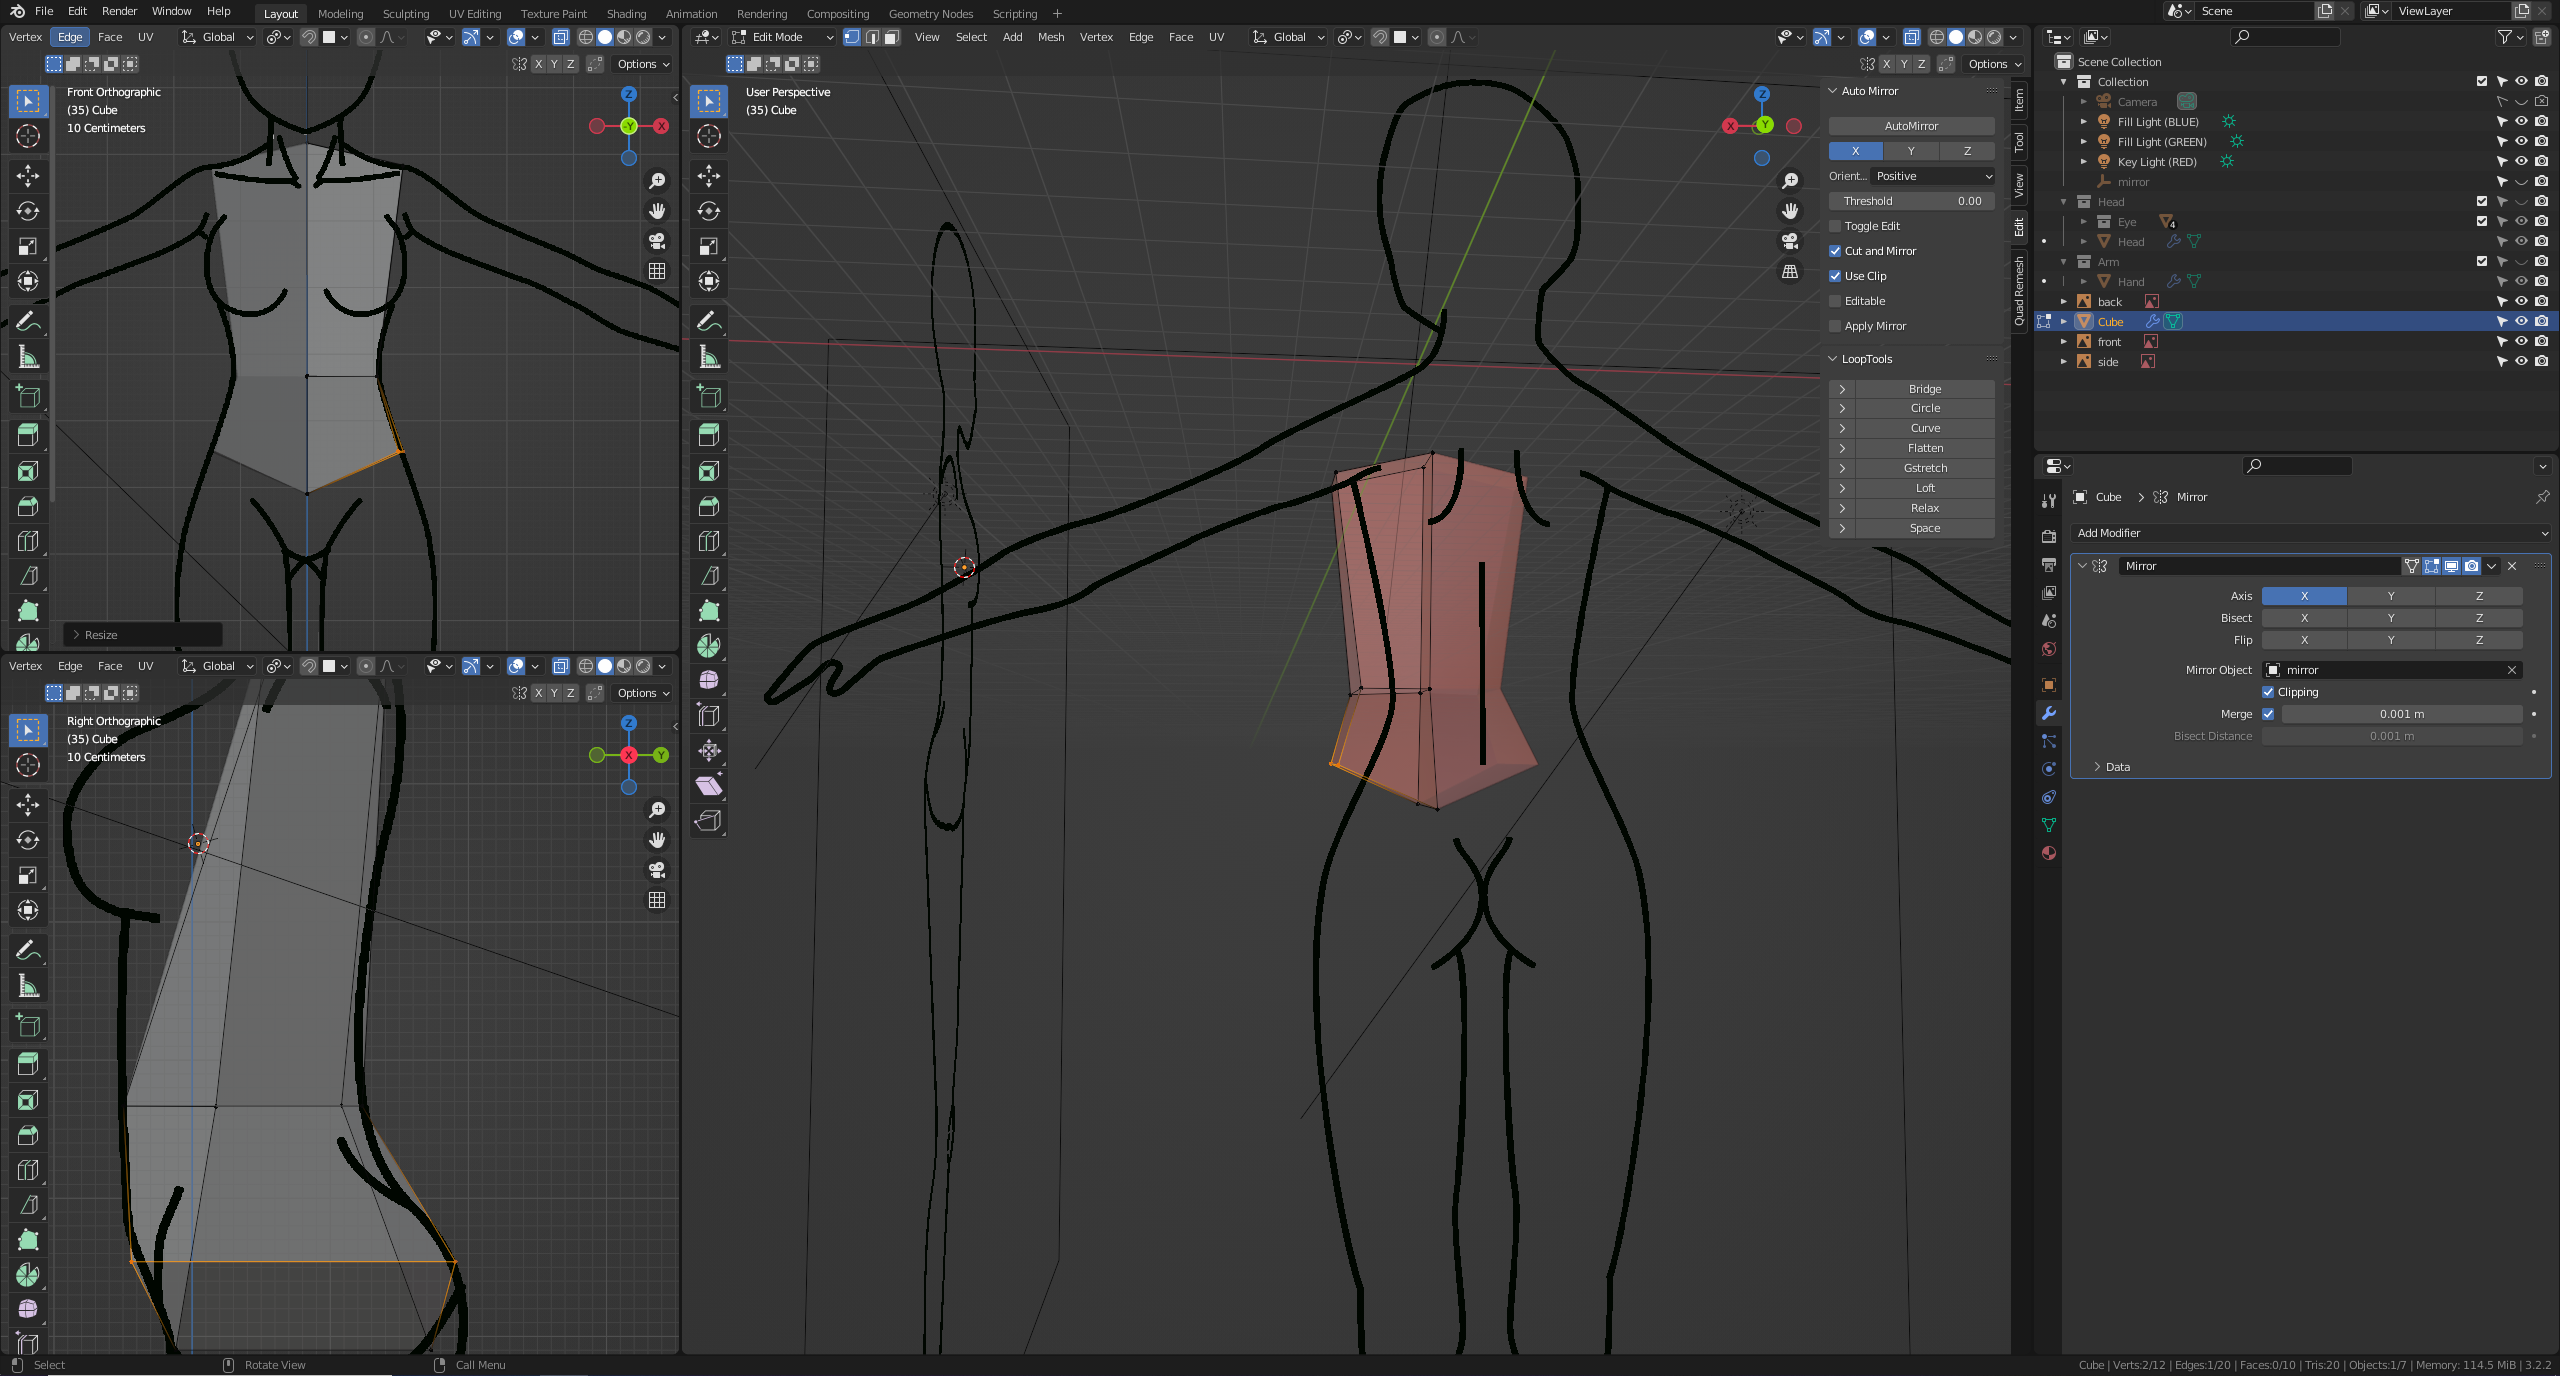 File Edit Render Window Help Layout Modeling Sculpting UV Editing Texture Paint Shading Animation Rendering Compositing Geometry Nodes Scripting + Scene ViewLayer
Vertex Edge Face UV Global
X Y Z Options
Front Orthographic
(35) Cube
10 Centimeters
Z
-Y X
Resize
Vertex Edge Face UV Global
X Y Z Options
Right Orthographic
(35) Cube
10 Centimeters
Z
X Y
Edit Mode View Select Add Mesh Vertex Edge Face UV Global
X Y Z Options
User Perspective
(35) Cube
Z
X Y
Auto Mirror
AutoMirror
X Y Z
Orient... Positive
Threshold 0.00
Toggle Edit
Cut and Mirror
Use Clip
Editable
Apply Mirror
LoopTools
Bridge
Circle
Curve
Flatten
Gstretch
Loft
Relax
Space
Item
Tool
View
Edit
Quad Remesh
Scene Collection
Collection
Camera
Fill Light (BLUE)
Fill Light (GREEN)
Key Light (RED)
mirror
Head
Eye 4
Head
Arm
Hand
back
Cube
front
side
Cube > Mirror
Add Modifier
Mirror
Axis X Y Z
Bisect X Y Z
Flip X Y Z
Mirror Object mirror
Clipping
Merge 0.001 m
Bisect Distance 0.001 m
Data
Select Rotate View Call Menu Cube | Verts:2/12 | Edges:1/20 | Faces:0/10 | Tris:20 | Objects:1/7 | Memory: 114.5 MiB | 3.2.2